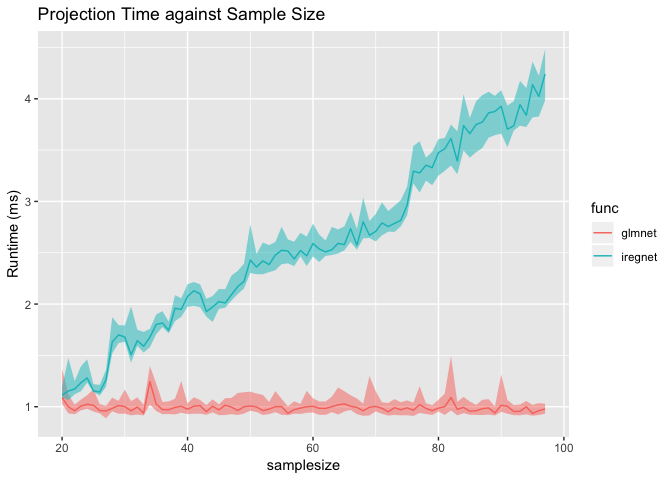 Projection Time against Sample Size
4
3
2
1
Runtime (ms)
20 40 60 80 100
samplesize
func
glmnet
iregnet